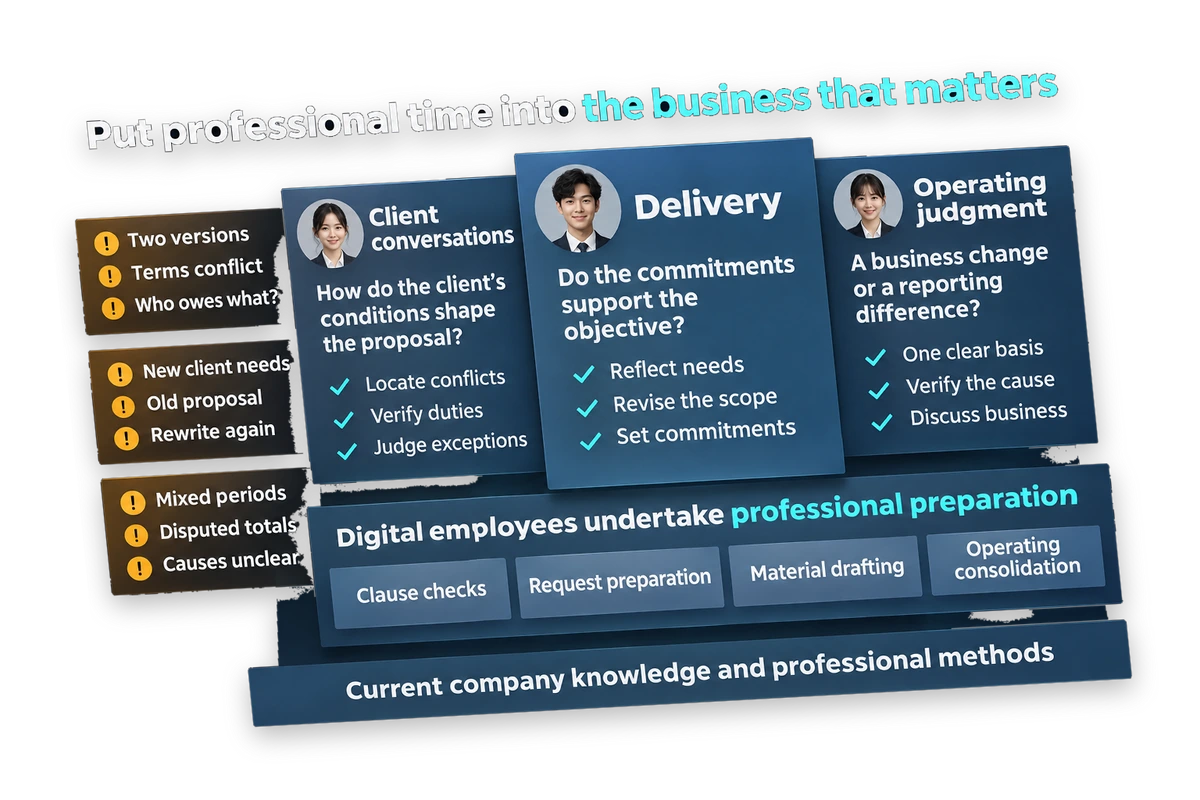 Put professional time into the business that matters
Two versions
Terms conflict
Who owes what?
New client needs
Old proposal
Rewrite again
Mixed periods
Disputed totals
Causes unclear
Client
conversations
How do the client's
conditions shape
the proposal?
Locate conflicts
Verify duties
Judge exceptions
Delivery
Do the commitments
support the
objective?
Reflect needs
Revise the scope
Set commitments
Operating
judgment
A business change
or a reporting
difference?
One clear basis
Verify the cause
Discuss business
Digital employees undertake professional preparation
Clause checks
Request preparation
Material drafting
Operating
consolidation
Current company knowledge and professional methods